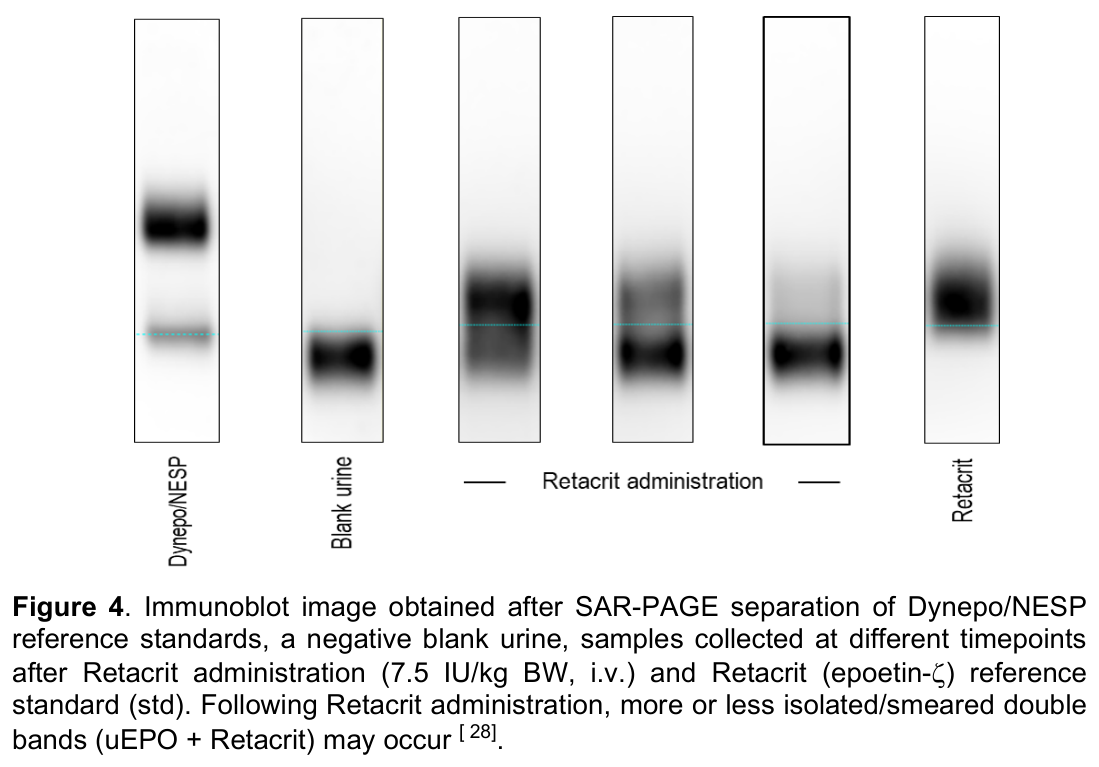 Dynepo/NESP
Blank urine
Retacrit administration
Retacrit
Figure 4. Immunoblot image obtained after SAR-PAGE separation of Dynepo/NESP
reference standards, a negative blank urine, samples collected at different timepoints
after Retacrit administration (7.5 IU/kg BW, i.v.) and Retacrit (epoetin-ζ) reference
standard (std). Following Retacrit administration, more or less isolated/smeared double
bands (uEPO + Retacrit) may occur [ 28].